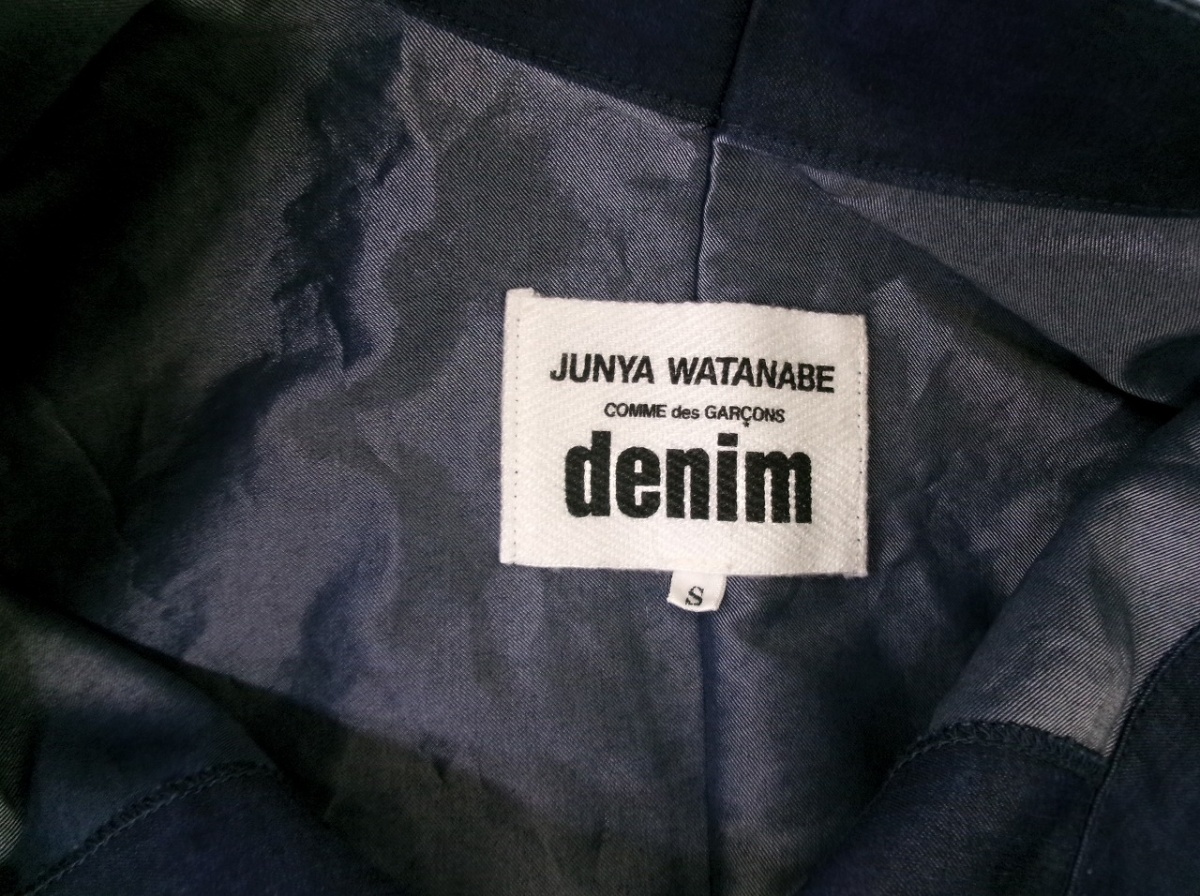 JUNYA WATANABE
COMME des GARÇONS
denim
S